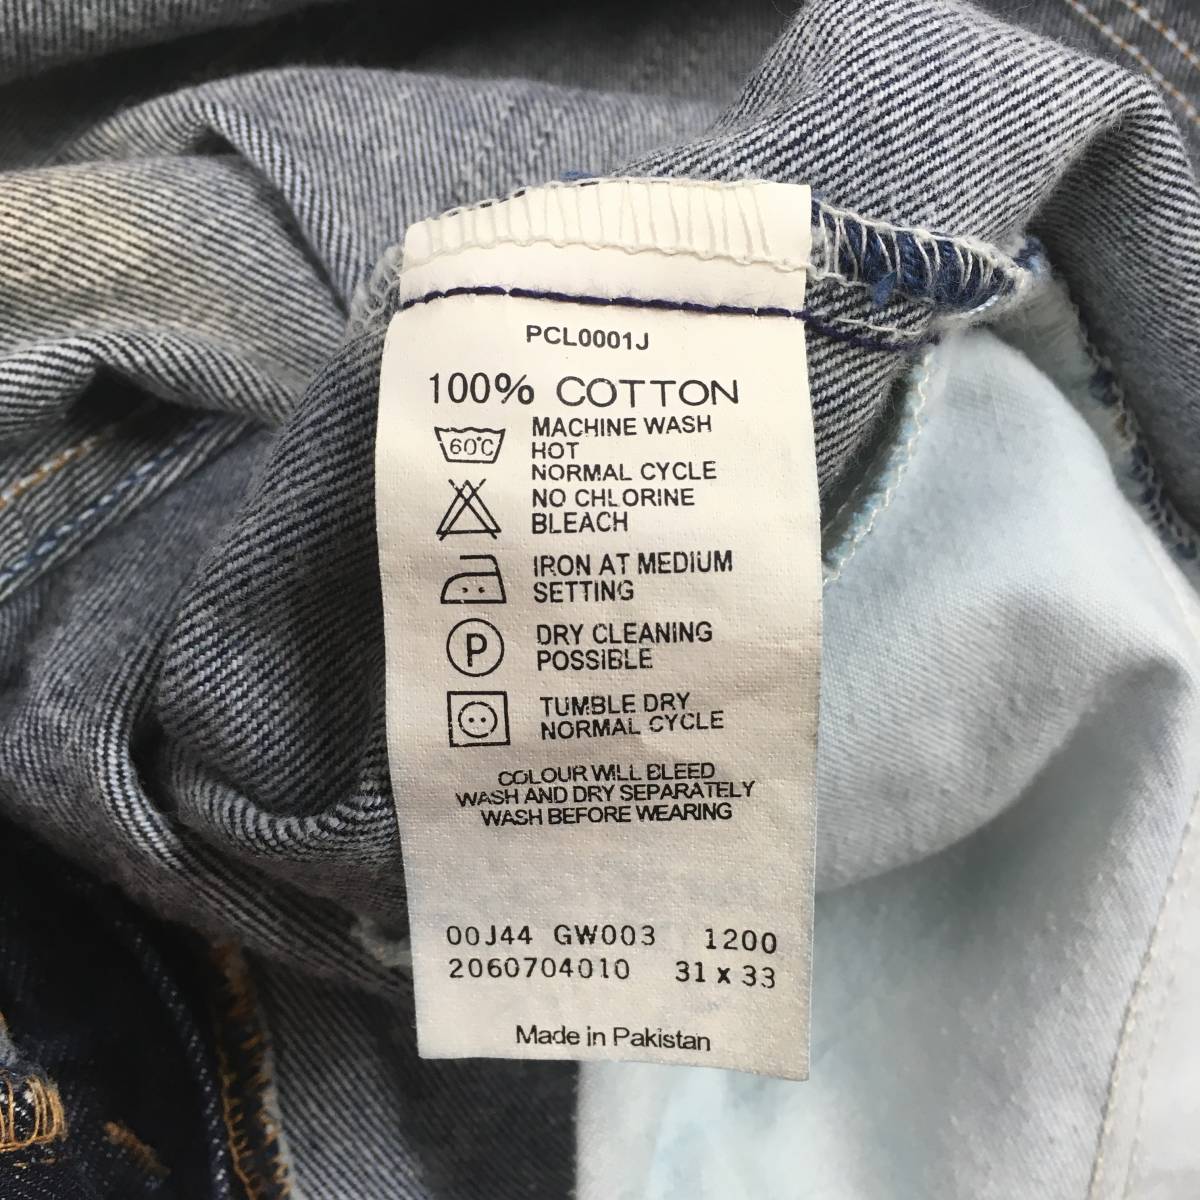 PCL0001J
100% COTTON
60°C
MACHINE WASH
HOT
NORMAL CYCLE
NO CHLORINE
BLEACH
IRON AT MEDIUM
SETTING
P
DRY CLEANING
POSSIBLE
TUMBLE DRY
NORMAL CYCLE
COLOUR WILL BLEED
WASH AND DRY SEPARATELY
WASH BEFORE WEARING
00J44 GW003 1200
2060704010 31 x 33
Made in Pakistan